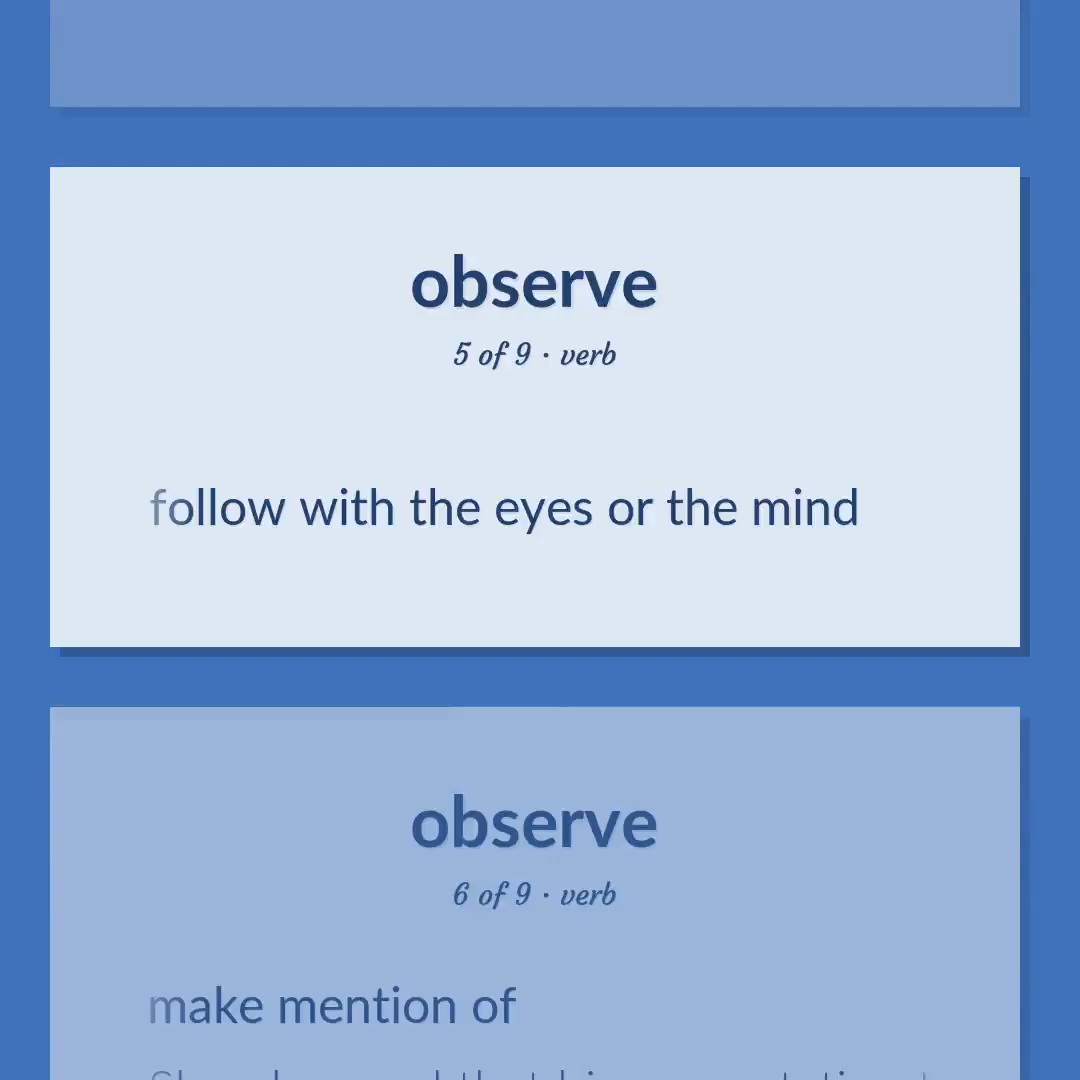 observe
5 of 9 · verb
follow with the eyes or the mind
observe
6 of 9 · verb
make mention of